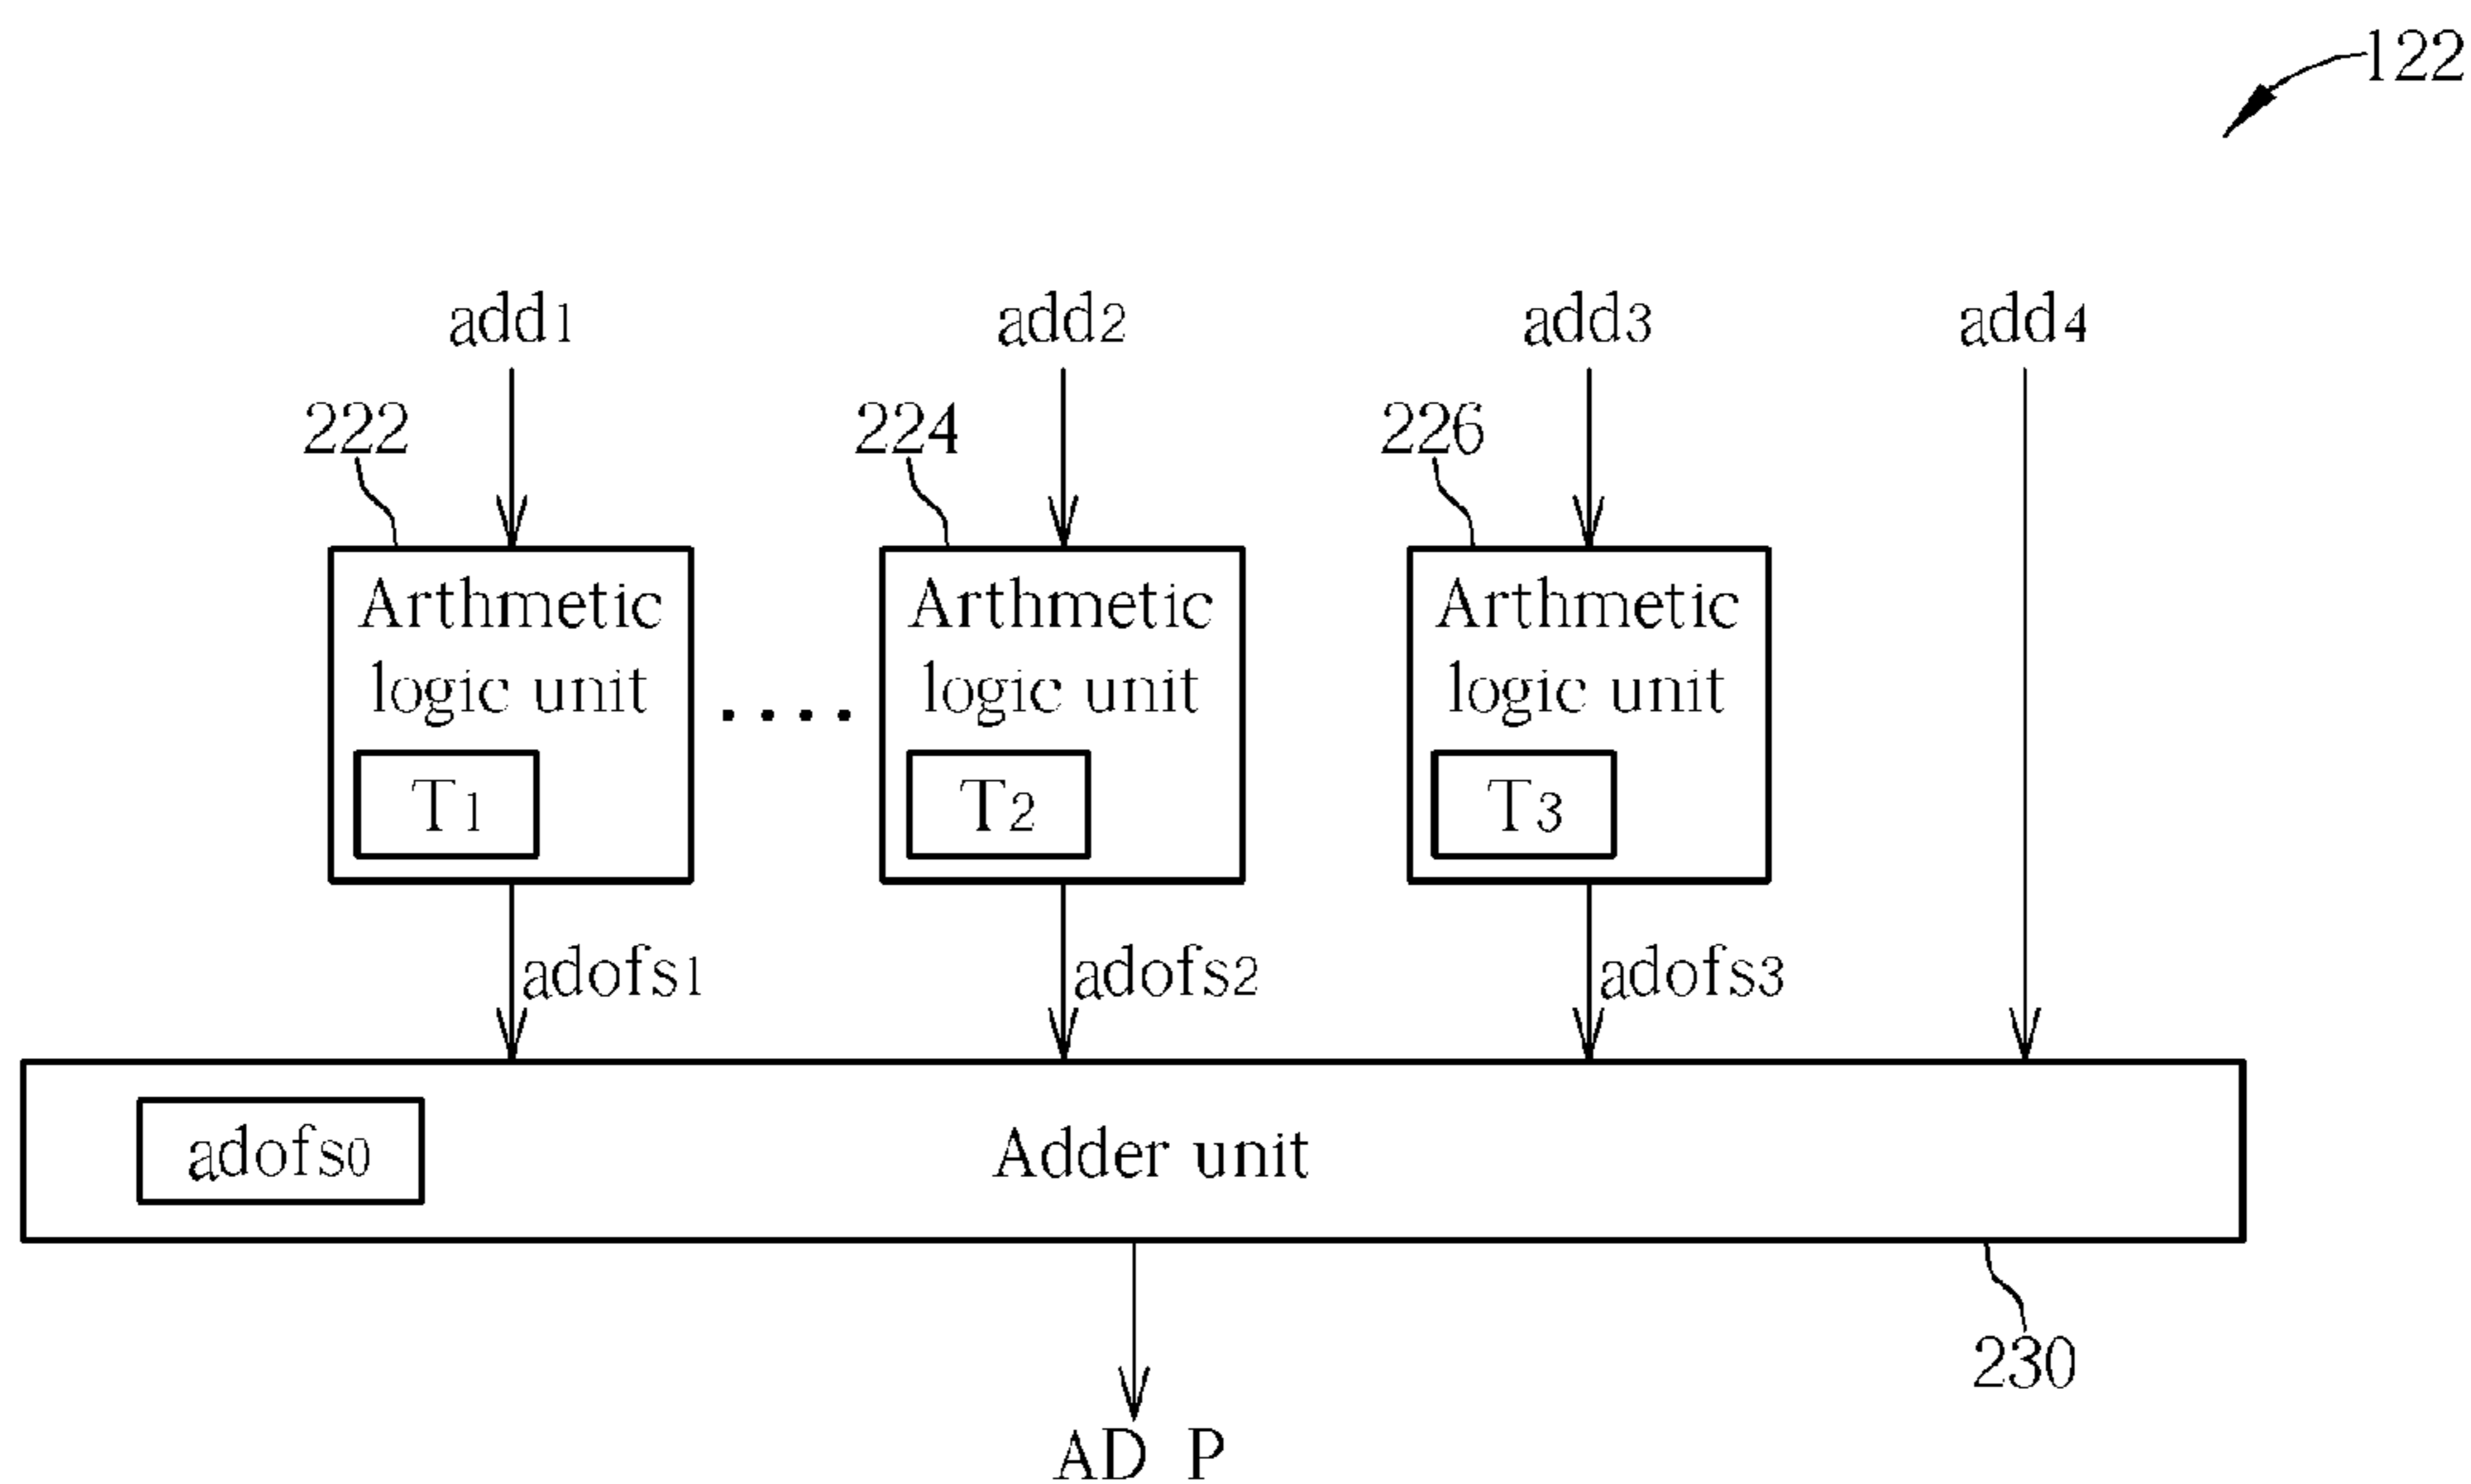 122
add1
add2
add3
add4
222
224
226
Arthmetic
logic unit
T1
Arthmetic
logic unit
T2
Arthmetic
logic unit
T3
adofs1
adofs2
adofs3
adofs0
Adder unit
230
AD P